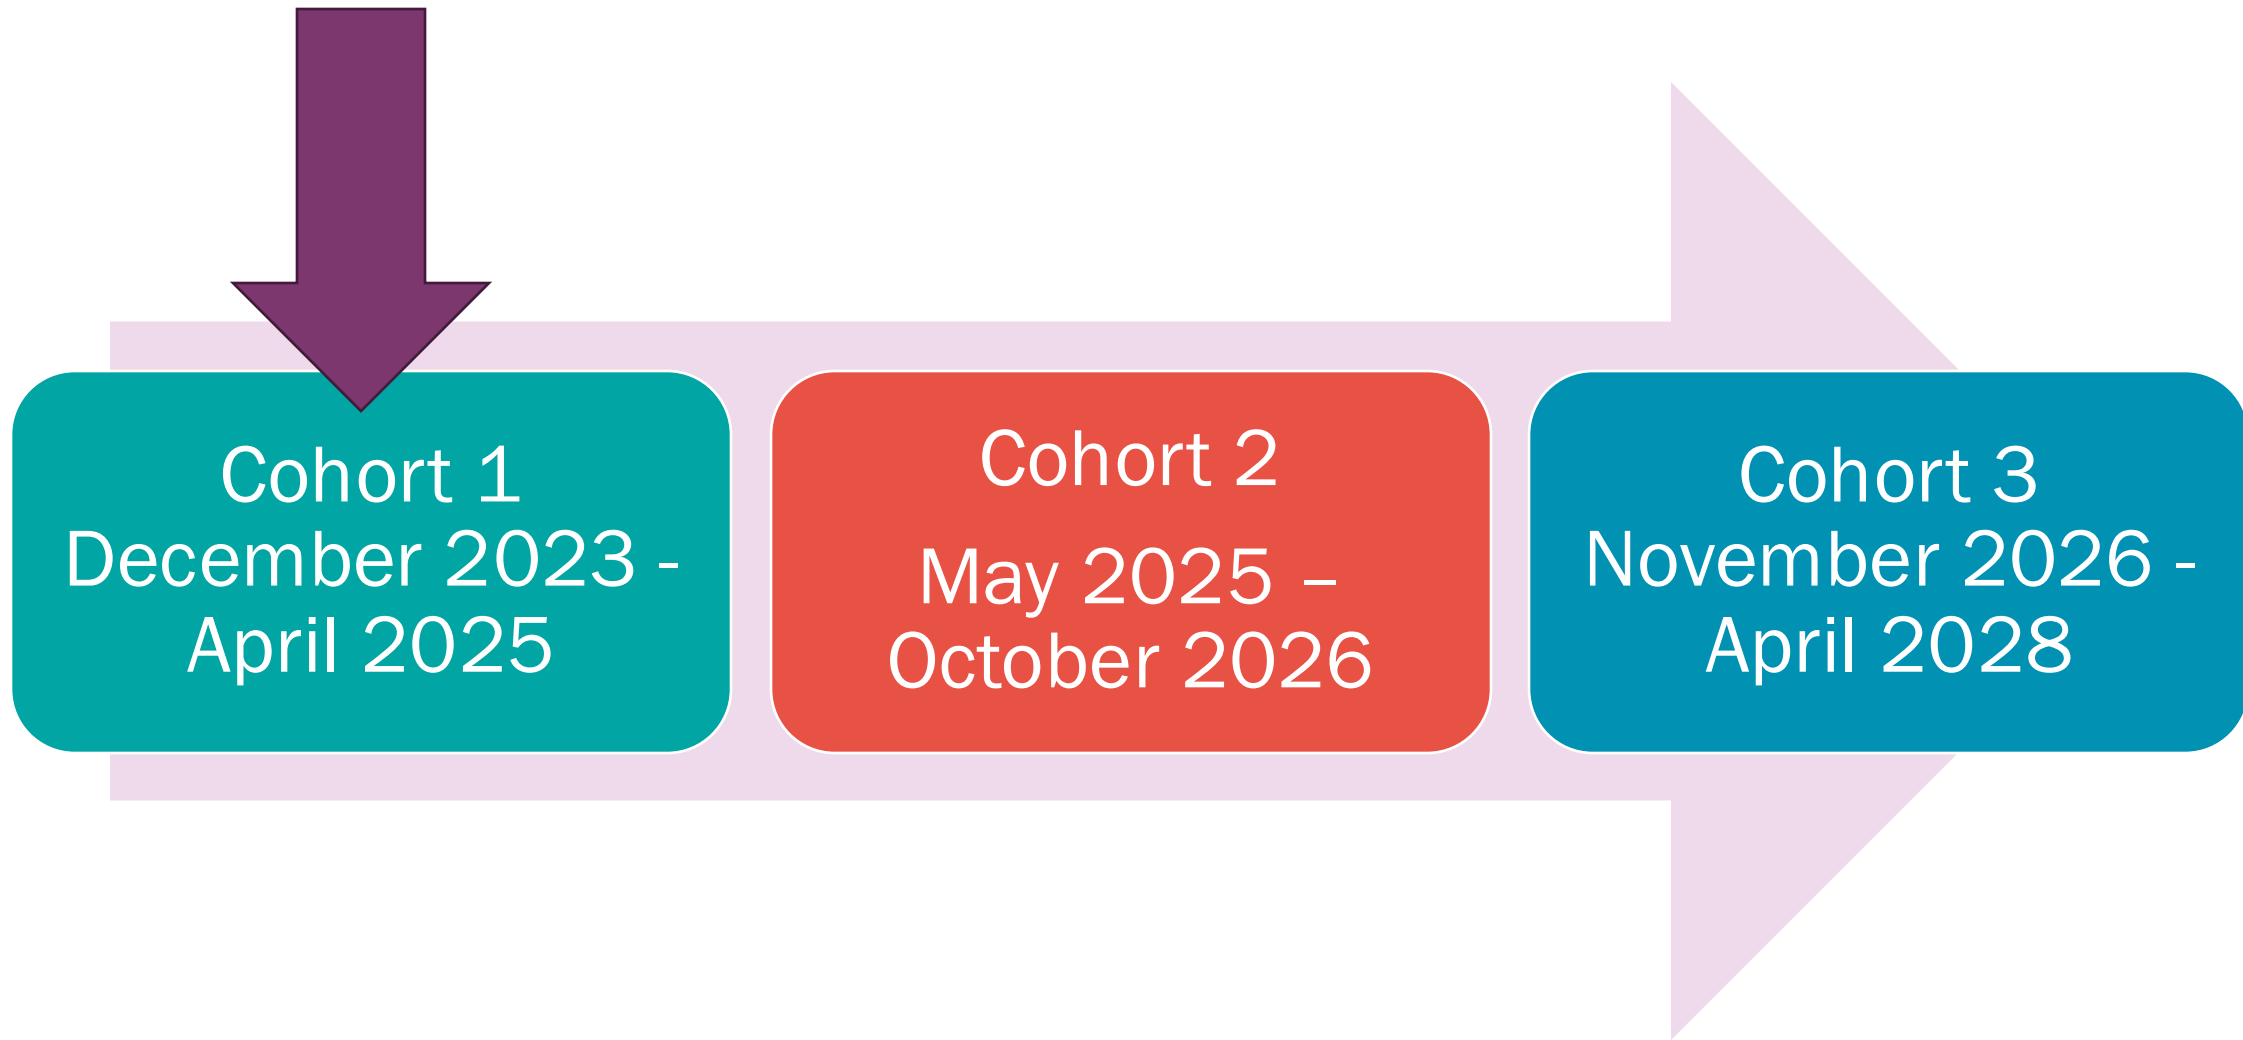 Cohort 1
December 2023 -
April 2025
Cohort 2
May 2025 –
October 2026
Cohort 3
November 2026 -
April 2028